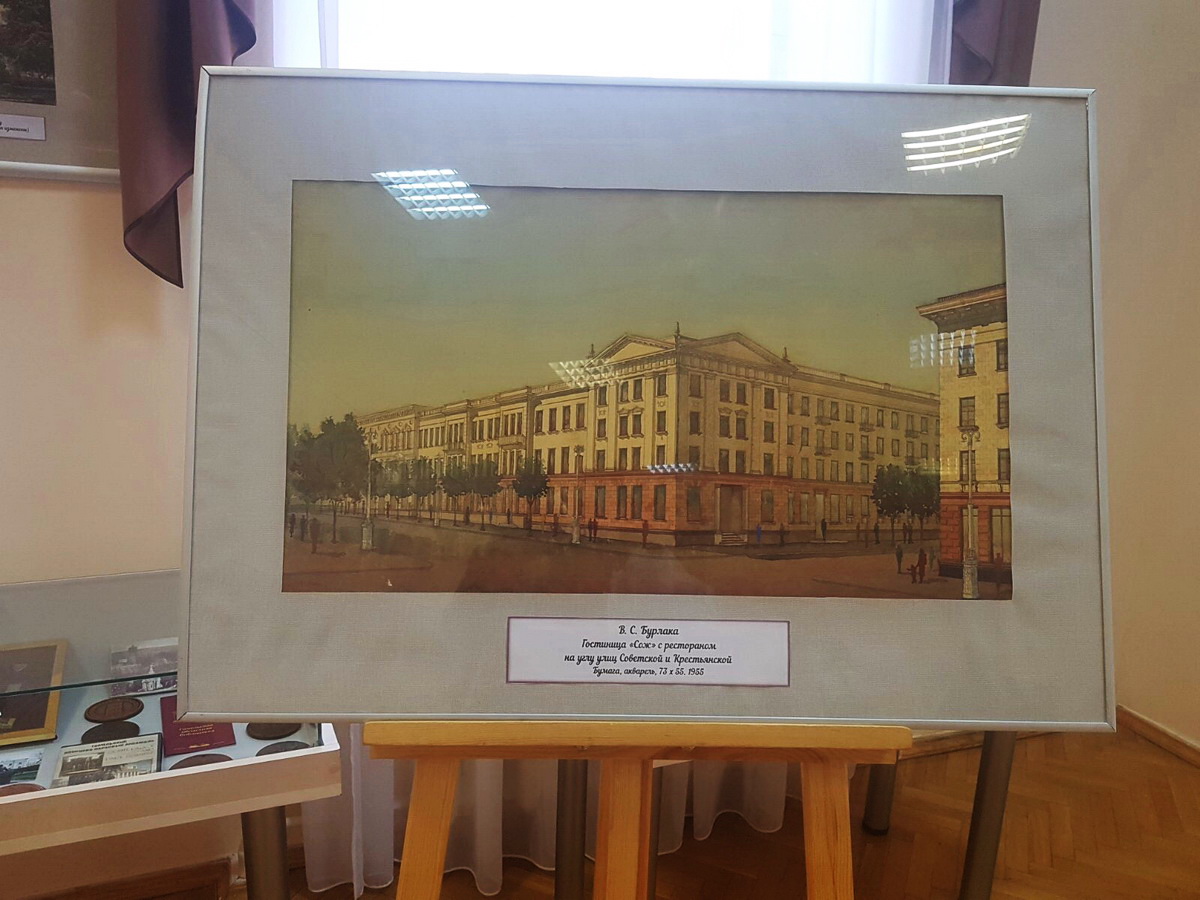 В. С. Бурлака
Гостиница «Сож» с рестораном
на углу улиц Советской и Крестьянской
Бумага, акварель, 73 х 55. 1955